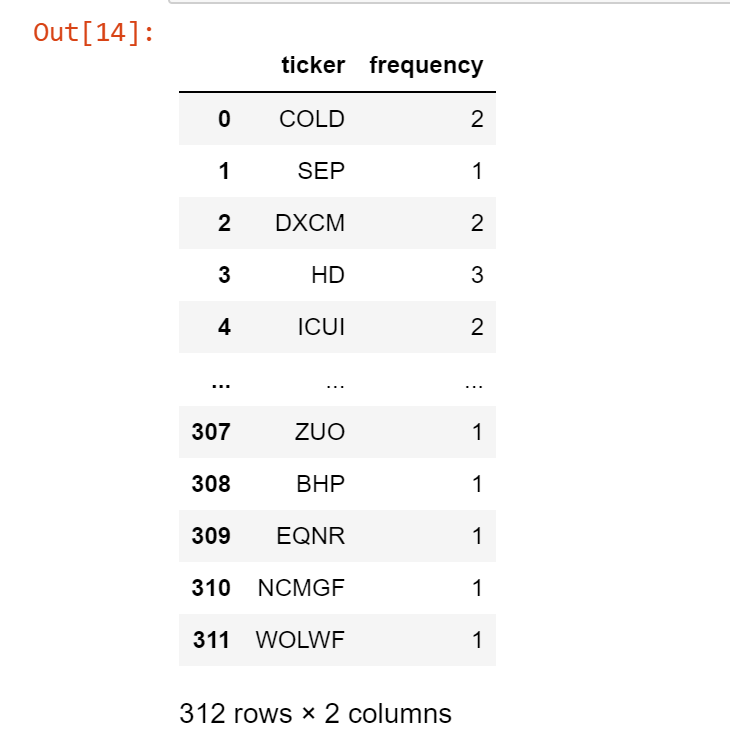 Out[14]:
ticker frequency
0 COLD 2
1 SEP 1
2 DXCM 2
3 HD 3
4 ICUI 2
... ... ...
307 ZUO 1
308 BHP 1
309 EQNR 1
310 NCMGF 1
311 WOLWF 1
312 rows × 2 columns